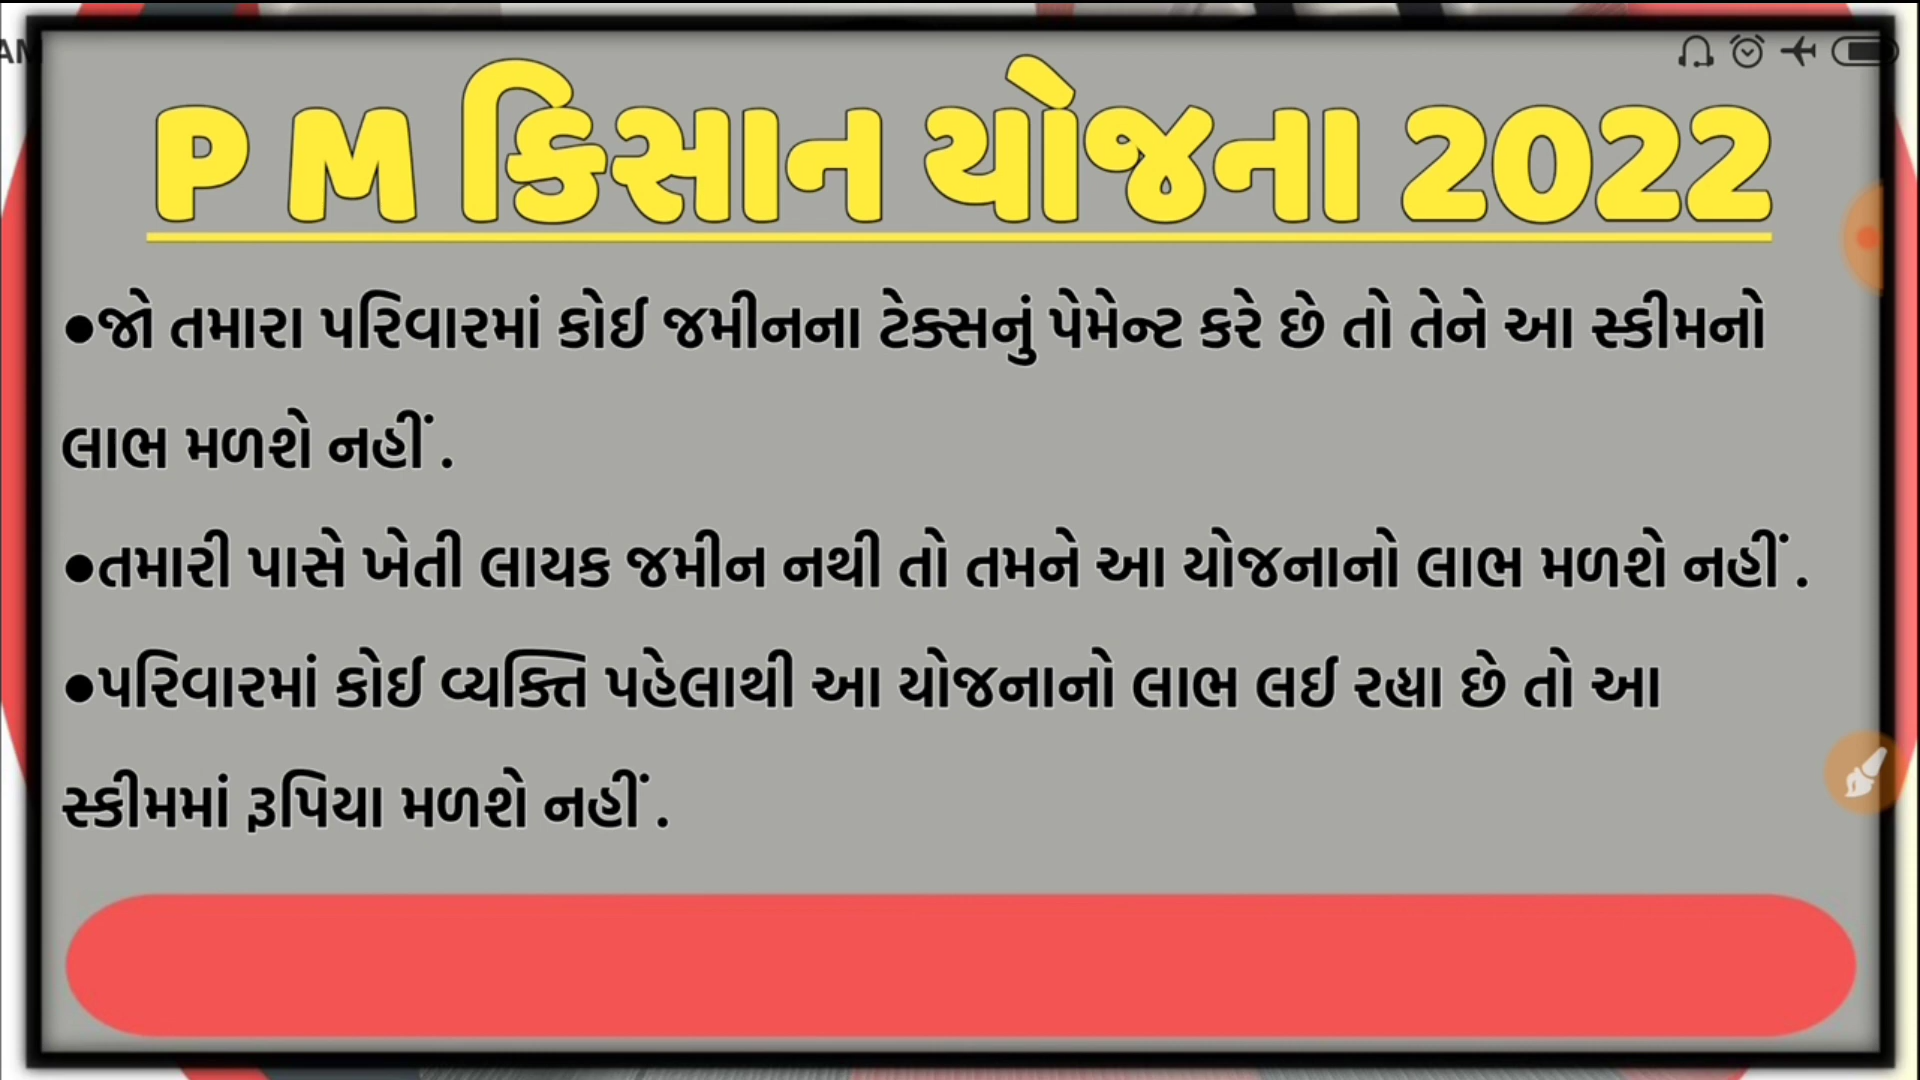 AM
P M કિસાન યોજના 2022
●જો તમારા પરિવારમાં કોઈ જમીનના ટેક્સનું પેમેન્ટ કરે છે તો તેને આ સ્કીમનો
લાભ મળશે નહીં.
●તમારી પાસે ખેતી લાયક જમીન નથી તો તમને આ યોજનાનો લાભ મળશે નહીં.
●પરિવારમાં કોઈ વ્યક્તિ પહેલાથી આ યોજનાનો લાભ લઈ રહ્યા છે તો આ
સ્કીમમાં રૂપિયા મળશે નહીં.